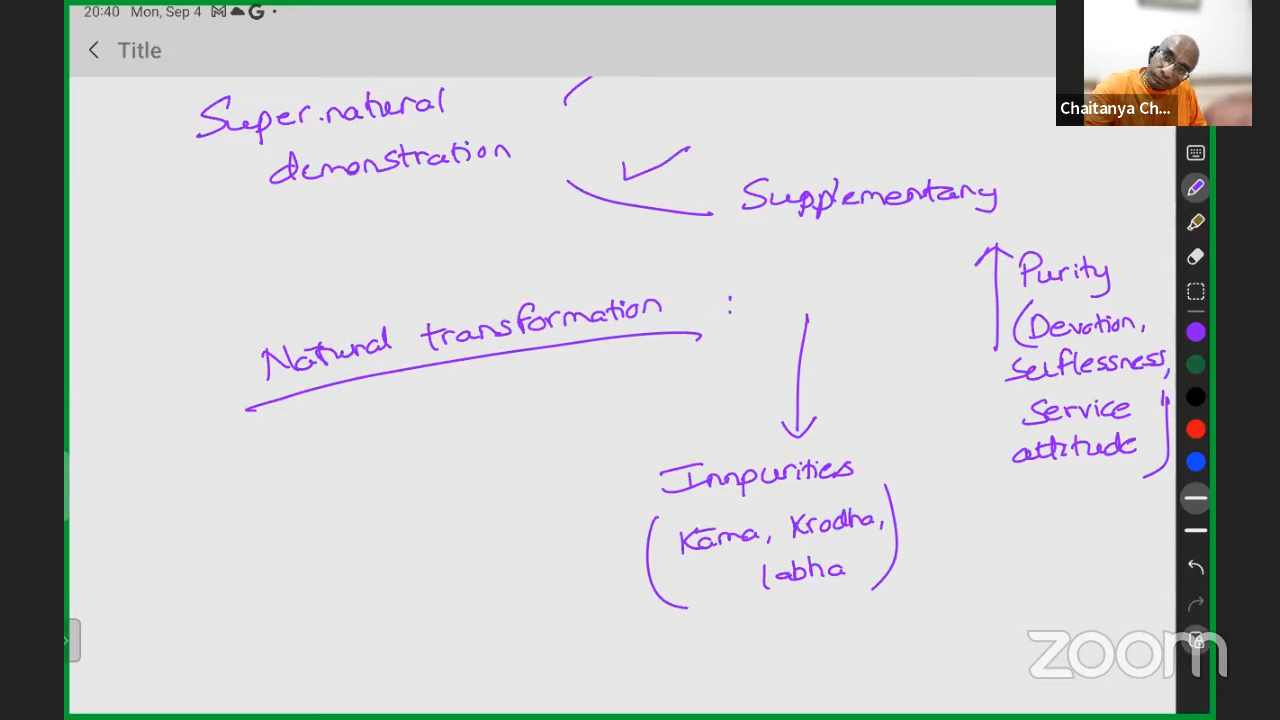 20:40 Mon, Sep 4
Title
Chaitanya Ch...
Super.natural
demonstration
Supplementary
Natural transformation :
Purity
(Devotion,
Selflessness,
Service
attitude
Impurities
(Kama, Krodha,
labha)
zoom